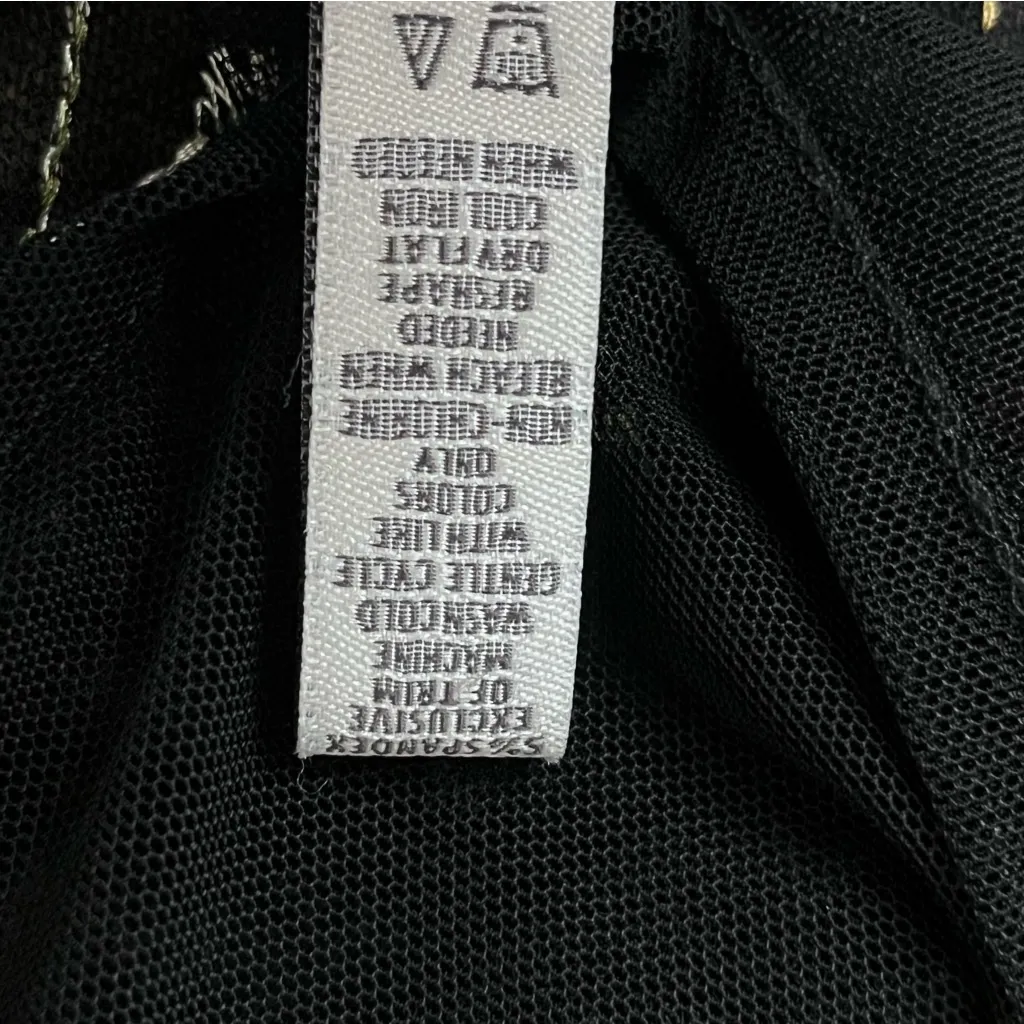 5% SPANDEX
EXCLUSIVE
OF TRIM
MACHINE
WASH COLD
GENTLE CYCLE
WITH LIKE
COLORS
ONLY
NON-CHLORINE
BLEACH WHEN
NEEDED
RESHAPE
DRY FLAT
COOL IRON
WHEN NEEDED